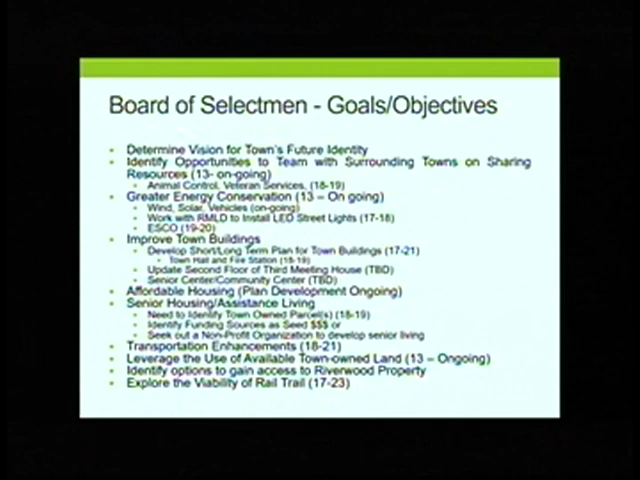 Board of Selectmen - Goals/Objectives
Determine Vision for Town's Future Identity
Identify Opportunities to Team with Surrounding Towns on Sharing
Resources (13- on-going)
Animal Control, Veteran Services, (18-19)
Greater Energy Conservation (13 – On going)
Wind, Solar, Vehicles (on-going)
Work with RMLD to Install LED Street Lights (17-18)
ESCO (19-20)
Improve Town Buildings
Develop Short/Long Term Plan for Town Buildings (17-21)
Town Hall and Fire Station (18-19)
Update Second Floor of Third Meeting House (TBD)
Senior Center/Community Center (TBD)
Affordable Housing (Plan Development Ongoing)
Senior Housing/Assistance Living
Need to Identify Town Owned Parcel(s) (18-19)
Identify Funding Sources as Seed $$$ or
Seek out a Non-Profit Organization to develop senior living
Transportation Enhancements (18-21)
Leverage the Use of Available Town-owned Land (13 – Ongoing)
Identify options to gain access to Riverwood Property
Explore the Viability of Rail Trail (17-23)